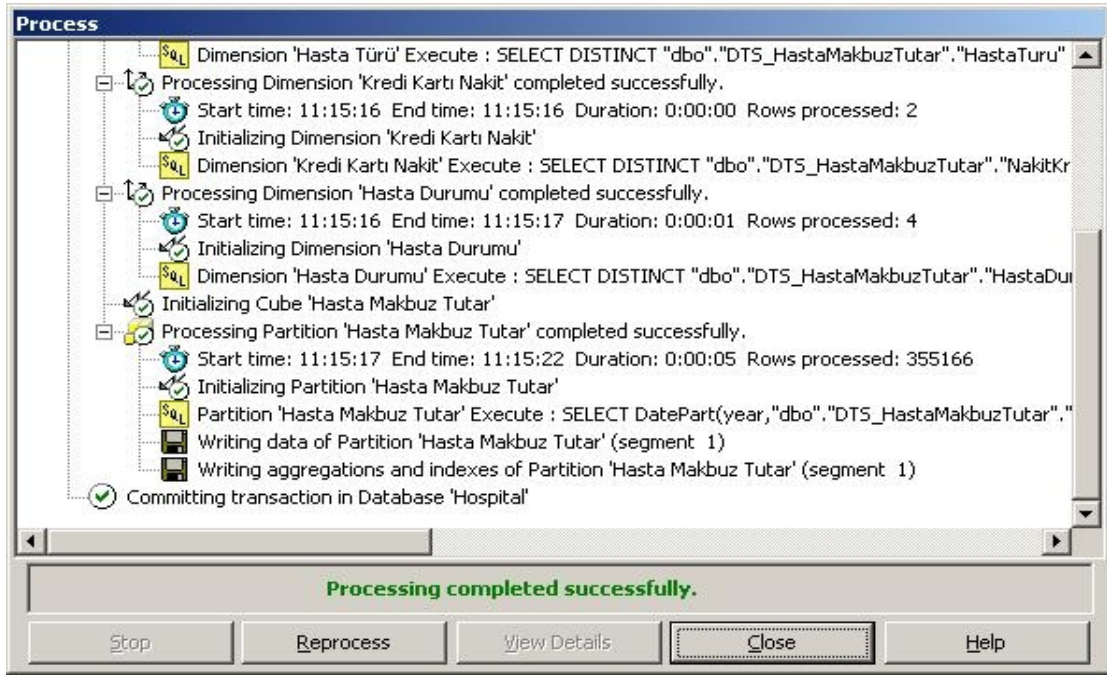 Process
SQL Dimension 'Hasta Türü' Execute : SELECT DISTINCT "dbo"."DTS_HastaMakbuzTutar"."HastaTuru"
Processing Dimension 'Kredi Kartı Nakit' completed successfully.
Start time: 11:15:16 End time: 11:15:16 Duration: 0:00:00 Rows processed: 2
Initializing Dimension 'Kredi Kartı Nakit'
SQL Dimension 'Kredi Kartı Nakit' Execute : SELECT DISTINCT "dbo"."DTS_HastaMakbuzTutar"."NakitKr
Processing Dimension 'Hasta Durumu' completed successfully.
Start time: 11:15:16 End time: 11:15:17 Duration: 0:00:01 Rows processed: 4
Initializing Dimension 'Hasta Durumu'
SQL Dimension 'Hasta Durumu' Execute : SELECT DISTINCT "dbo"."DTS_HastaMakbuzTutar"."HastaDur
Initializing Cube 'Hasta Makbuz Tutar'
Processing Partition 'Hasta Makbuz Tutar' completed successfully.
Start time: 11:15:17 End time: 11:15:22 Duration: 0:00:05 Rows processed: 355166
Initializing Partition 'Hasta Makbuz Tutar'
SQL Partition 'Hasta Makbuz Tutar' Execute : SELECT DatePart(year,"dbo"."DTS_HastaMakbuzTutar"."
Writing data of Partition 'Hasta Makbuz Tutar' (segment 1)
Writing aggregations and indexes of Partition 'Hasta Makbuz Tutar' (segment 1)
Committing transaction in Database 'Hospital'
Processing completed successfully.
Stop Reprocess View Details Close Help